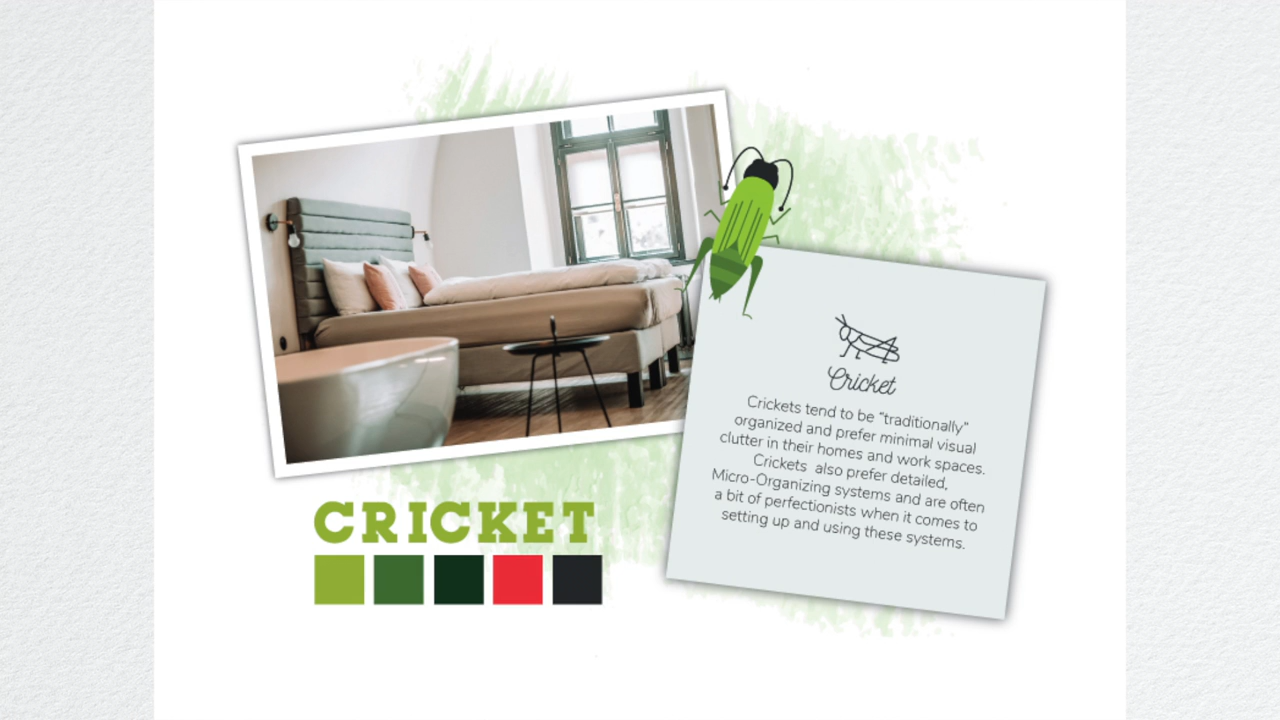 CRICKET
Cricket
Crickets tend to be “traditionally”
organized and prefer minimal visual
clutter in their homes and work spaces.
Crickets also prefer detailed,
Micro-Organizing systems and are often
a bit of perfectionists when it comes to
setting up and using these systems.